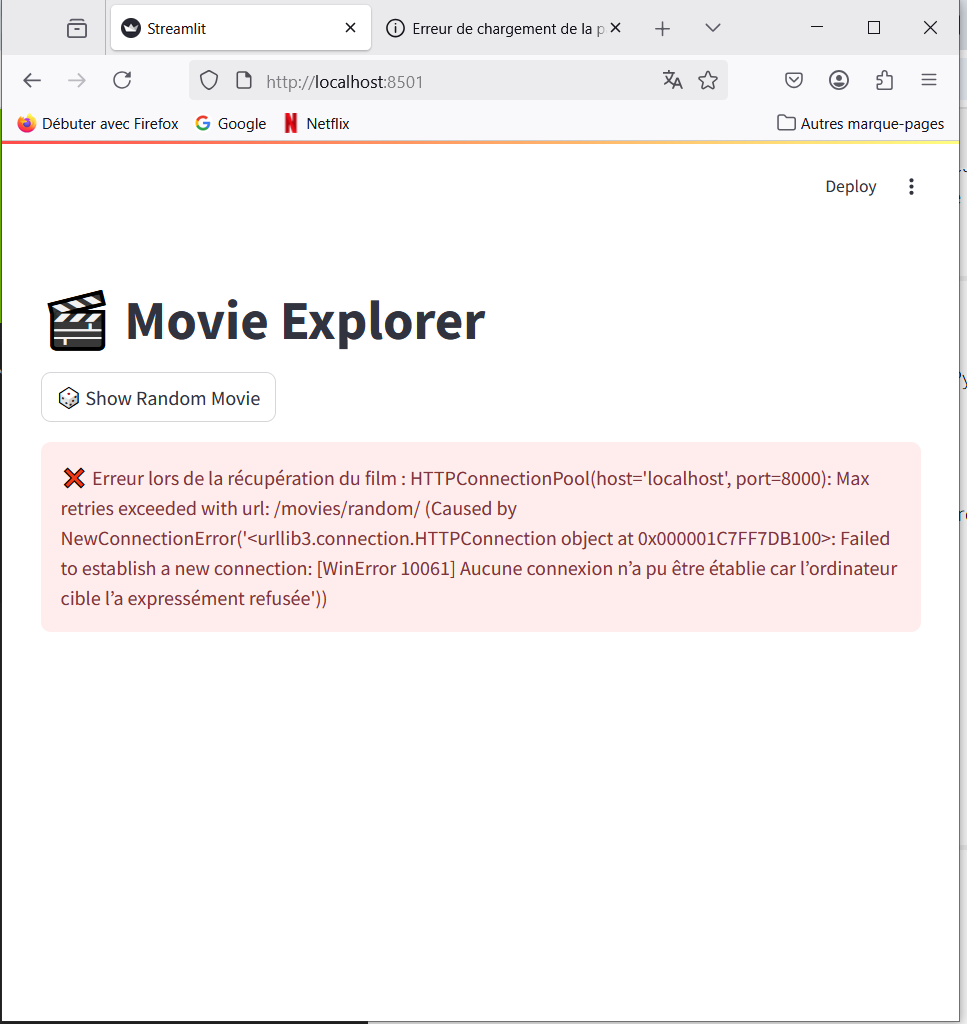 Streamlit
Erreur de chargement de la p
http://localhost:8501
Débuter avec Firefox
Google
Netflix
Autres marque-pages
Deploy
Movie Explorer
Show Random Movie
Erreur lors de la récupération du film : HTTPConnectionPool(host='localhost', port=8000): Max
retries exceeded with url: /movies/random/ (Caused by
NewConnectionError('<urllib3.connection.HTTPConnection object at 0x000001C7FF7DB100>: Failed
to establish a new connection: [WinError 10061] Aucune connexion n’a pu être établie car l’ordinateur
cible l’a expressément refusée'))